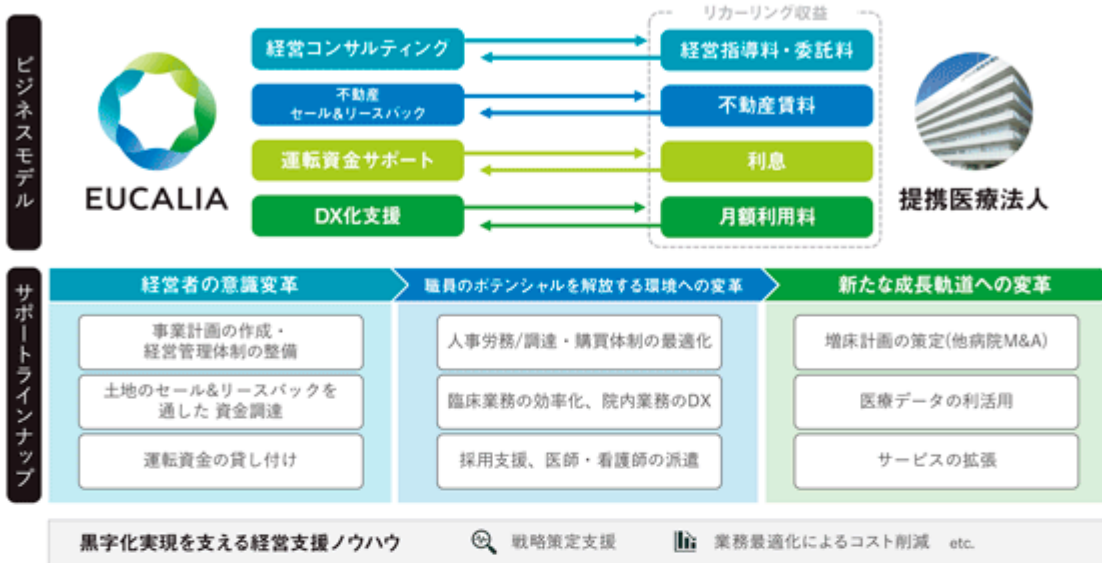 ビジネスモデル
リカーリング収益
EUCALIA
経営コンサルティング
経営指導料・委託料
不動産
セール&リースバック
不動産賃料
運転資金サポート
利息
DX化支援
月額利用料
提携医療法人
サポートラインナップ
経営者の意識変革
職員のポテンシャルを解放する環境への変革
新たな成長軌道への変革
事業計画の作成・
経営管理体制の整備
人事労務/調達・購買体制の最適化
増床計画の策定(他病院M&A)
土地のセール&リースバックを
通した 資金調達
臨床業務の効率化、院内業務のDX
医療データの利活用
運転資金の貸し付け
採用支援、医師・看護師の派遣
サービスの拡張
黒字化実現を支える経営支援ノウハウ
戦略策定支援
業務最適化によるコスト削減 etc.